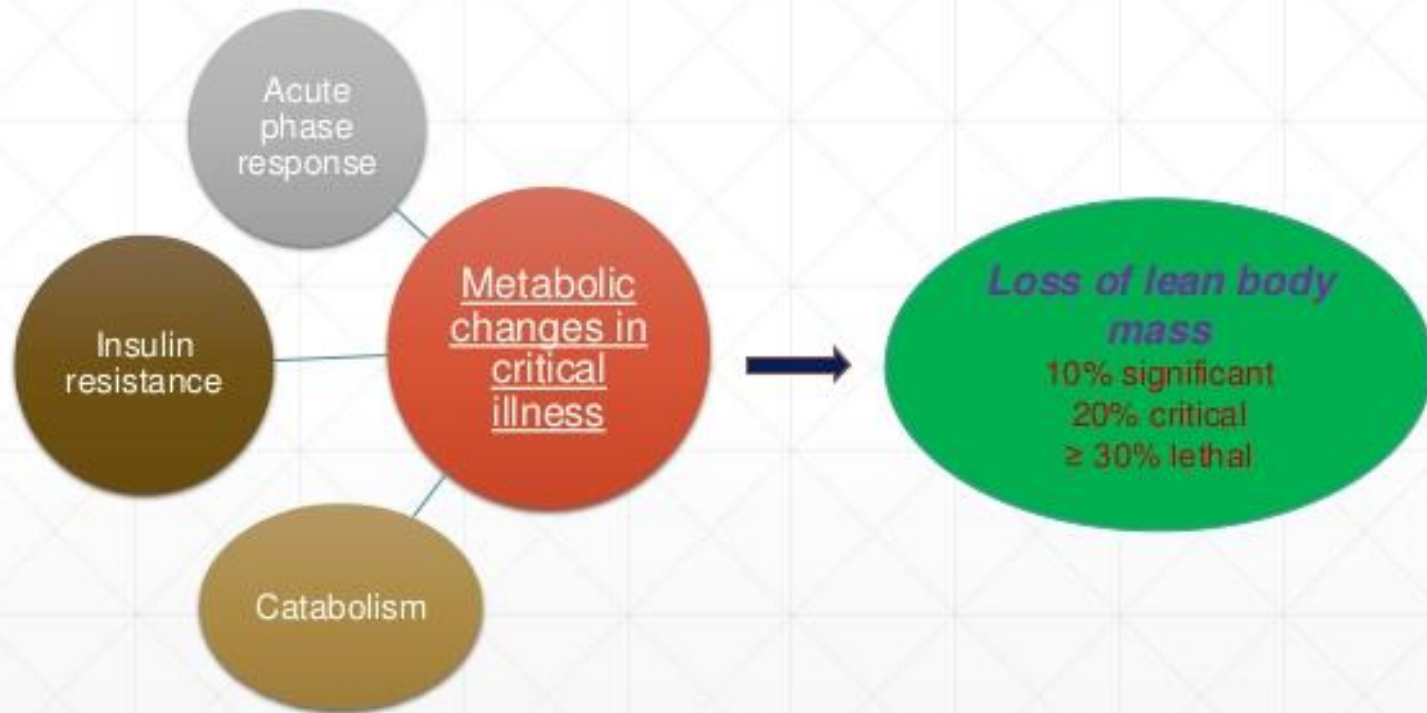 Acute
phase
response
Insulin
resistance
Catabolism
Metabolic
changes in
critical
illness
Loss of lean body
mass
10% significant
20% critical
≥ 30% lethal